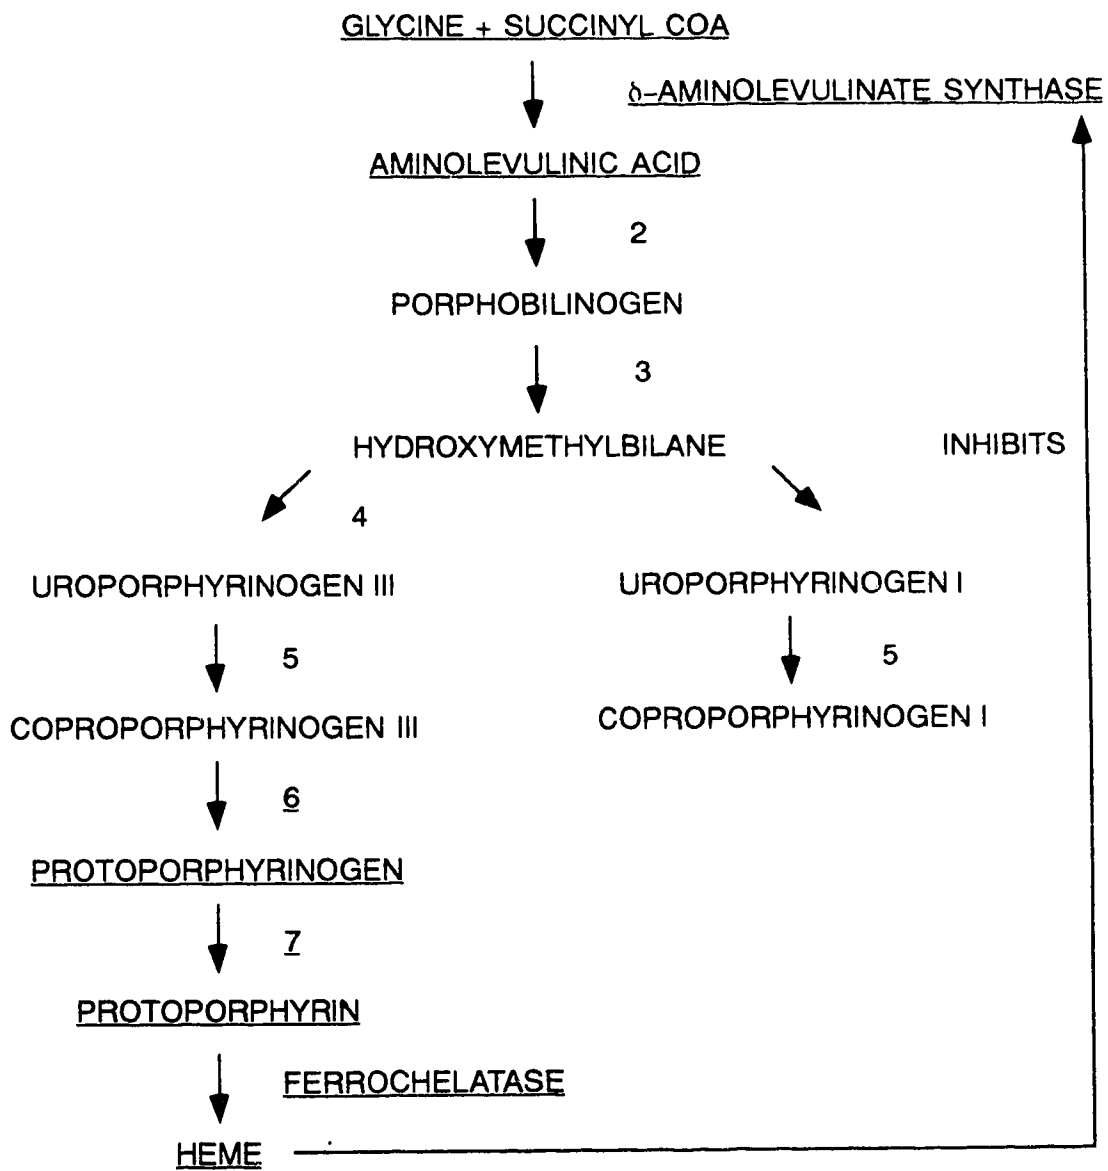 GLYCINE + SUCCINYL COA
δ-AMINOLEVULINATE SYNTHASE
AMINOLEVULINIC ACID
2
PORPHOBILINOGEN
3
HYDROXYMETHYLBILANE
INHIBITS
4
UROPORPHYRINOGEN III
UROPORPHYRINOGEN I
5
5
COPROPORPHYRINOGEN III
COPROPORPHYRINOGEN I
6
PROTOPORPHYRINOGEN
7
PROTOPORPHYRIN
FERROCHELATASE
HEME